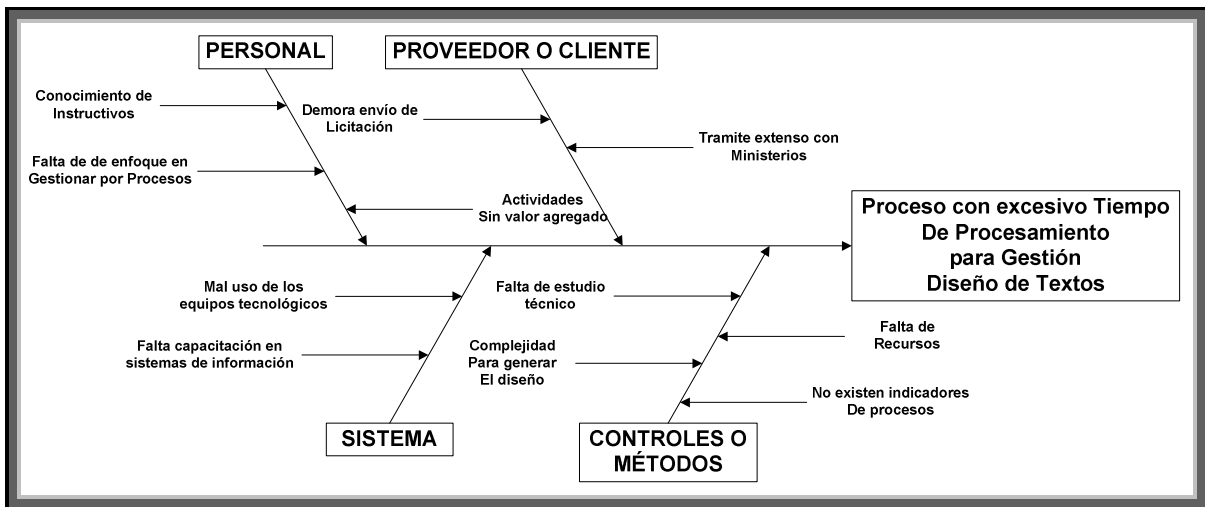 PERSONAL
PROVEEDOR O CLIENTE
Conocimiento de
Instructivos
Falta de de enfoque en
Gestionar por Procesos
Actividades
Sin valor agregado
Demora envío de
Licitación
Tramite extenso con
Ministerios
Proceso con excesivo Tiempo
De Procesamiento
para Gestión
Diseño de Textos
Mal uso de los
equipos tecnológicos
Falta capacitación en
sistemas de información
Falta de estudio
técnico
Complejidad
Para generar
El diseño
Falta de
Recursos
No existen indicadores
De procesos
SISTEMA
CONTROLES O
MÉTODOS